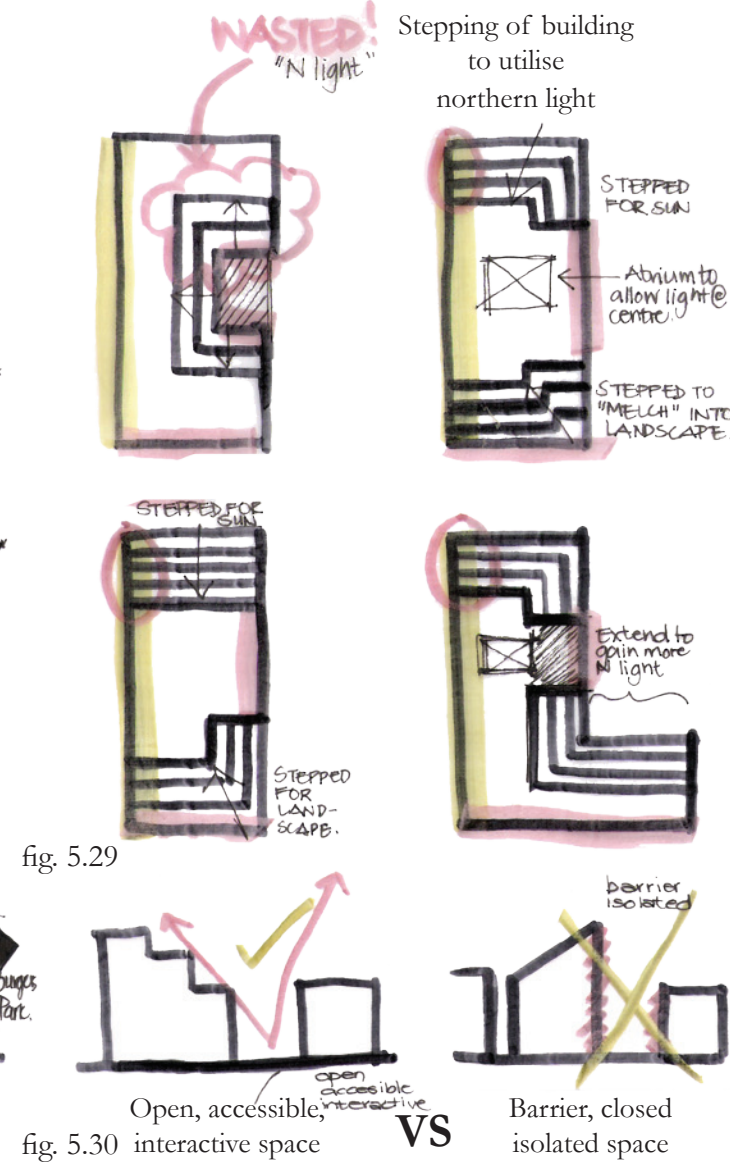 WASTED!
"N light"
Stepping of building
to utilise
northern light
STEPPED
FOR SUN
Atrium to
allow light @
centre.
STEPPED TO
"MELCH" INTO
LANDSCAPE.
STEPPED FOR
SUN
Extend to
gain more
N light
STEPPED
FOR
LAND-
SCAPE.
fig. 5.29
barrier
isolated
Park.
open
accesible
interactive
Open, accessible,
interactive space
VS
Barrier, closed
isolated space
fig. 5.30